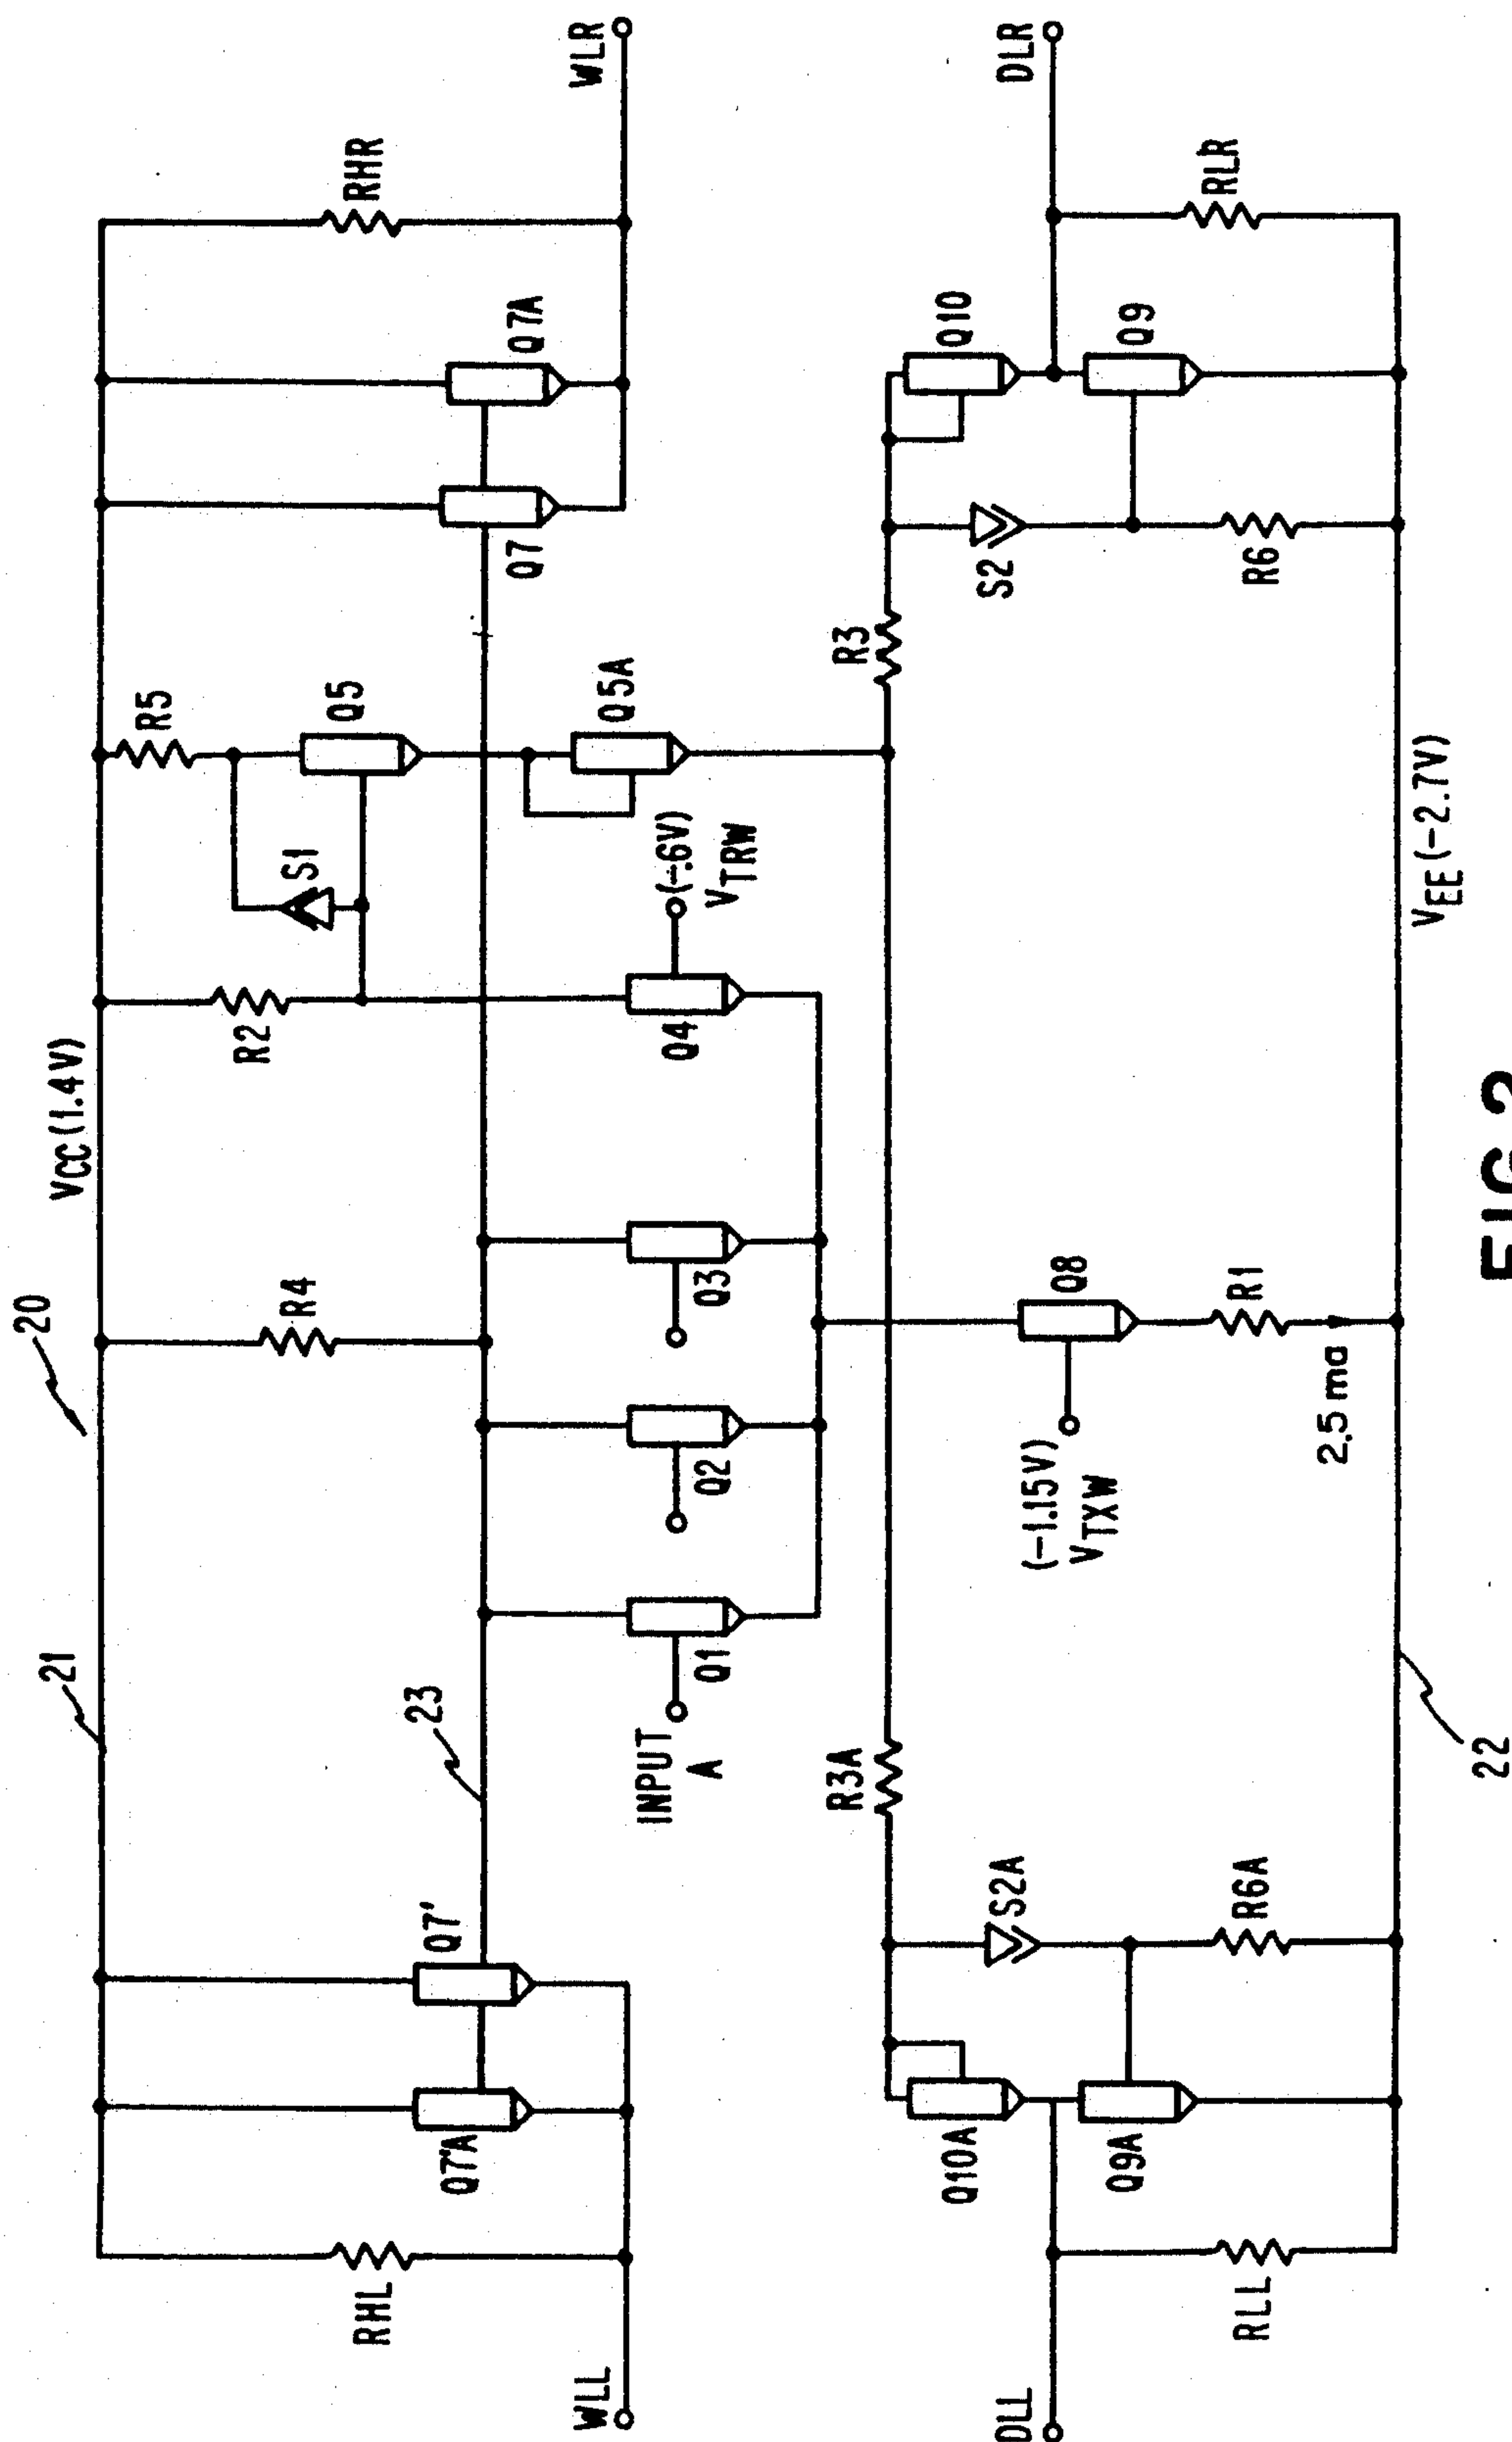 20
21
VCC (1.4V)
R4
R2
R5
S1
Q5
RHL
RHR
Q7'A
Q7'
23
Q7
Q7A
Q5A
WLL
WLR
INPUT
A
Q1
Q2
Q3
Q4
(-.6V)
VTRW
R3A
R3
Q10A
S2A
S2
Q10
DLL
DLR
(-1.15V)
VTXW
Q8
Q9A
Q9
RLL
R6A
R1
R6
RLR
2.5 ma
VEE (-2.7V)
22